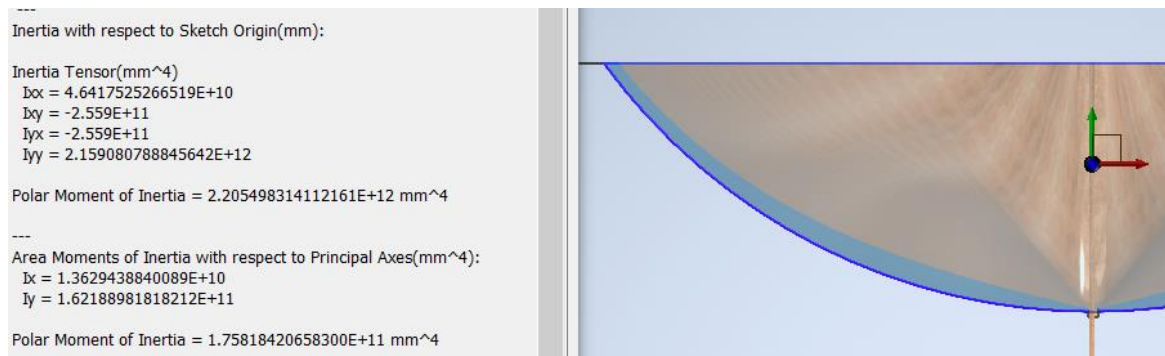 ---
Inertia with respect to Sketch Origin(mm):
Inertia Tensor(mm^4)
Ixx = 4.6417525266519E+10
Ixy = -2.559E+11
Iyx = -2.559E+11
Iyy = 2.159080788845642E+12
Polar Moment of Inertia = 2.205498314112161E+12 mm^4
---
Area Moments of Inertia with respect to Principal Axes(mm^4):
Ix = 1.3629438840089E+10
Iy = 1.62188981818212E+11
Polar Moment of Inertia = 1.75818420658300E+11 mm^4